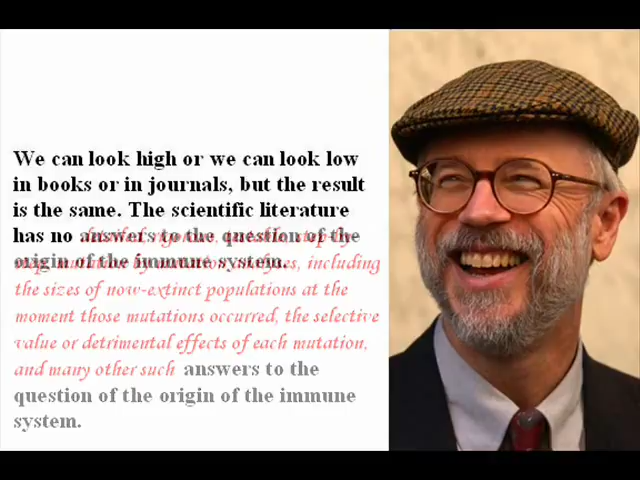 We can look high or we can look low
in books or in journals, but the result
is the same. The scientific literature
has no answers to the question of the
origin of the immune system.
including
the sizes of now-extinct populations at the
moment those mutations occurred, the selective
value or detrimental effects of each mutation,
and many other such answers to the
question of the origin of the immune
system.